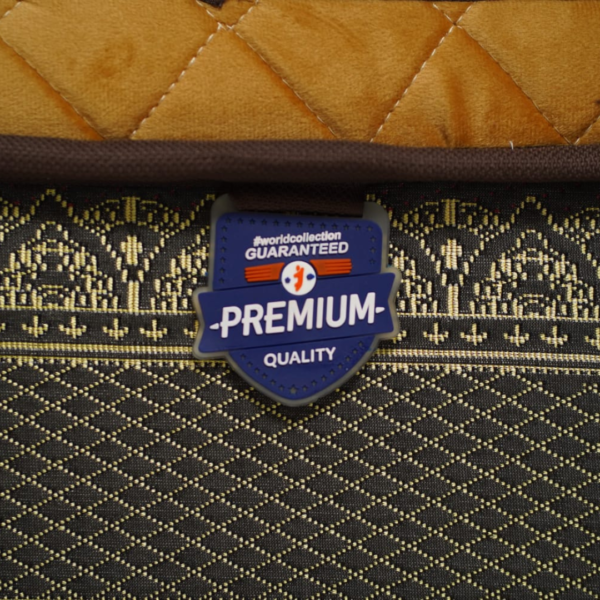 #worldcollection
GUARANTEED
-PREMIUM-
QUALITY